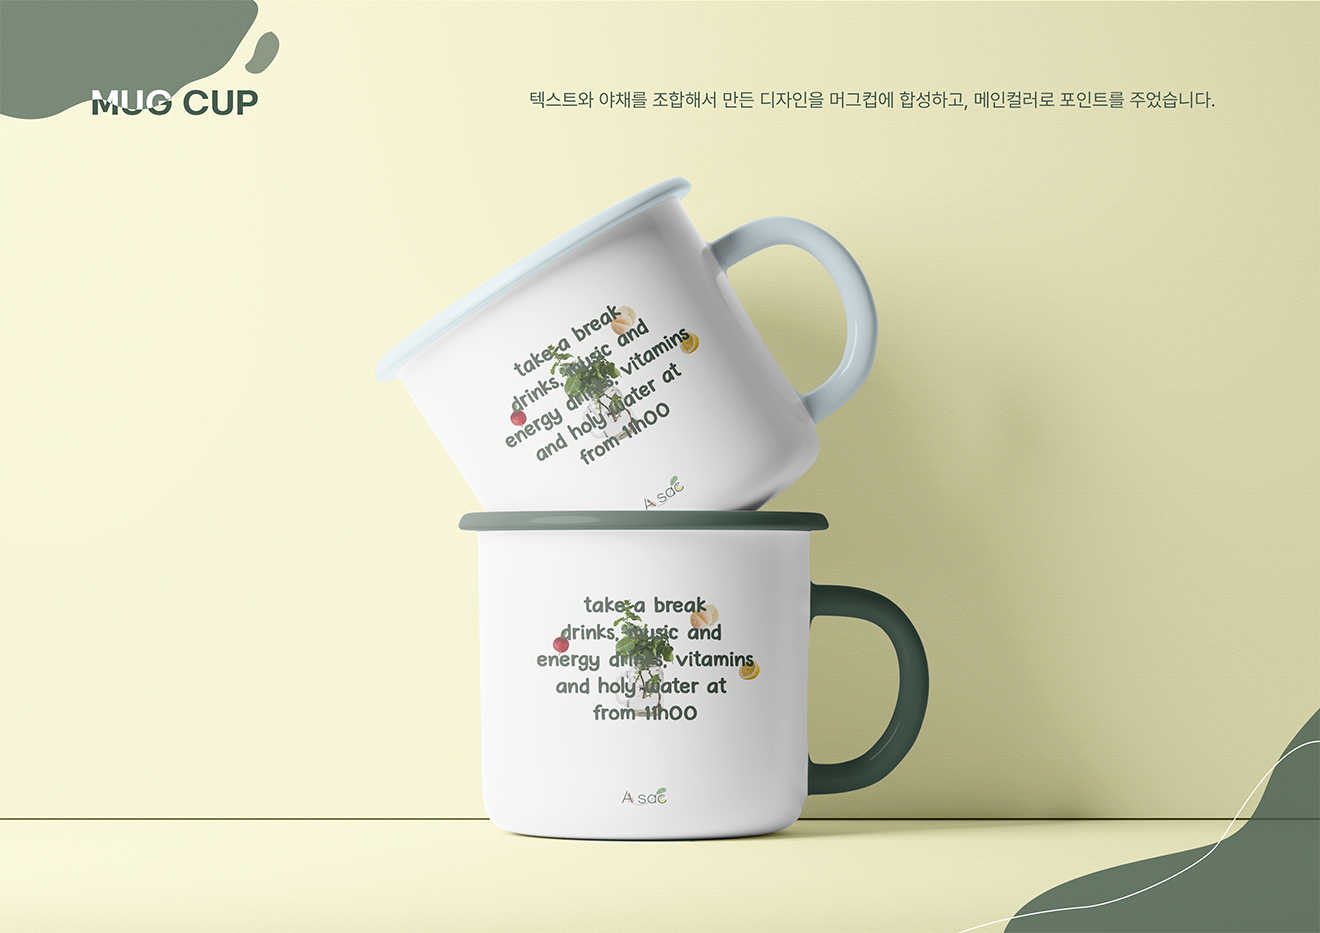 MUG CUP
텍스트와 야채를 조합해서 만든 디자인을 머그컵에 합성하고, 메인컬러로 포인트를 주었습니다.
take a break
drinks, music and
energy drinks, vitamins
and holy water at
from 11h00
A sac
take a break
drinks, music and
energy drinks, vitamins
and holy water at
from 11h00
A sac